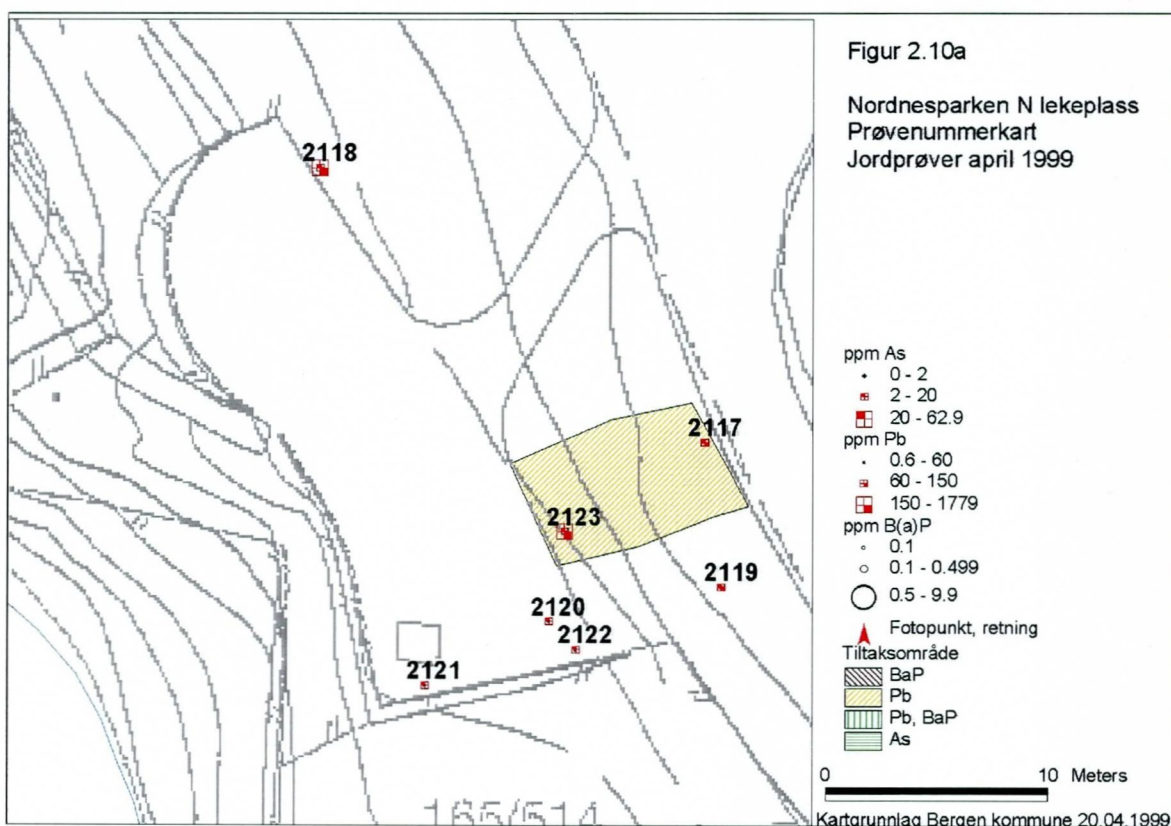 Figur 2.10a
Nordnesparken N lekeplass
Prøvenummerkart
Jordprøver april 1999
2118
2117
2123
2119
2120
2122
2121
165/514
ppm As
0 - 2
2 - 20
20 - 62.9
ppm Pb
0.6 - 60
60 - 150
150 - 1779
ppm B(a)P
0.1
0.1 - 0.499
0.5 - 9.9
Fotopunkt, retning
Tiltaksområde
BaP
Pb
Pb, BaP
As
0 10 Meters
Kartgrunnlag Bergen kommune 20.04.1999